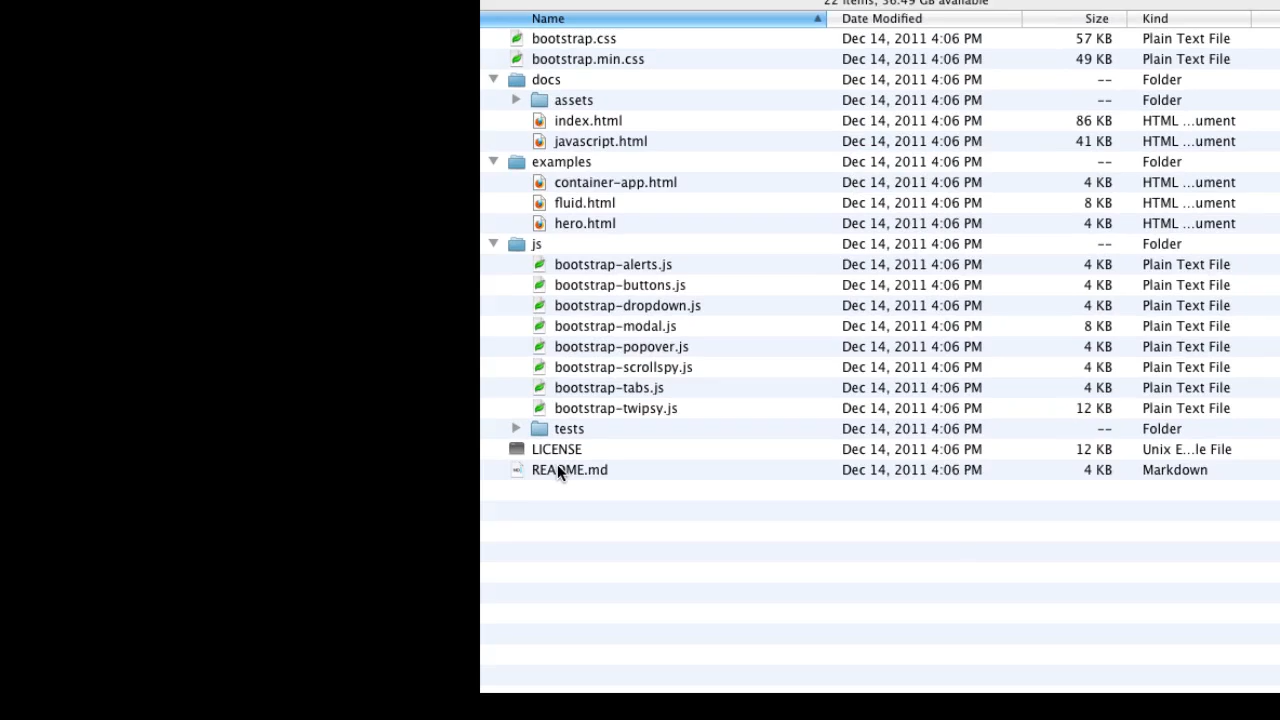 22 items, 36.49 GB available
Name Date Modified Size Kind
bootstrap.css Dec 14, 2011 4:06 PM 57 KB Plain Text File
bootstrap.min.css Dec 14, 2011 4:06 PM 49 KB Plain Text File
docs Dec 14, 2011 4:06 PM -- Folder
assets Dec 14, 2011 4:06 PM -- Folder
index.html Dec 14, 2011 4:06 PM 86 KB HTML ...ument
javascript.html Dec 14, 2011 4:06 PM 41 KB HTML ...ument
examples Dec 14, 2011 4:06 PM -- Folder
container-app.html Dec 14, 2011 4:06 PM 4 KB HTML ...ument
fluid.html Dec 14, 2011 4:06 PM 8 KB HTML ...ument
hero.html Dec 14, 2011 4:06 PM 4 KB HTML ...ument
js Dec 14, 2011 4:06 PM -- Folder
bootstrap-alerts.js Dec 14, 2011 4:06 PM 4 KB Plain Text File
bootstrap-buttons.js Dec 14, 2011 4:06 PM 4 KB Plain Text File
bootstrap-dropdown.js Dec 14, 2011 4:06 PM 4 KB Plain Text File
bootstrap-modal.js Dec 14, 2011 4:06 PM 8 KB Plain Text File
bootstrap-popover.js Dec 14, 2011 4:06 PM 4 KB Plain Text File
bootstrap-scrollspy.js Dec 14, 2011 4:06 PM 4 KB Plain Text File
bootstrap-tabs.js Dec 14, 2011 4:06 PM 4 KB Plain Text File
bootstrap-twipsy.js Dec 14, 2011 4:06 PM 12 KB Plain Text File
tests Dec 14, 2011 4:06 PM -- Folder
LICENSE Dec 14, 2011 4:06 PM 12 KB Unix E...le File
README.md Dec 14, 2011 4:06 PM 4 KB Markdown